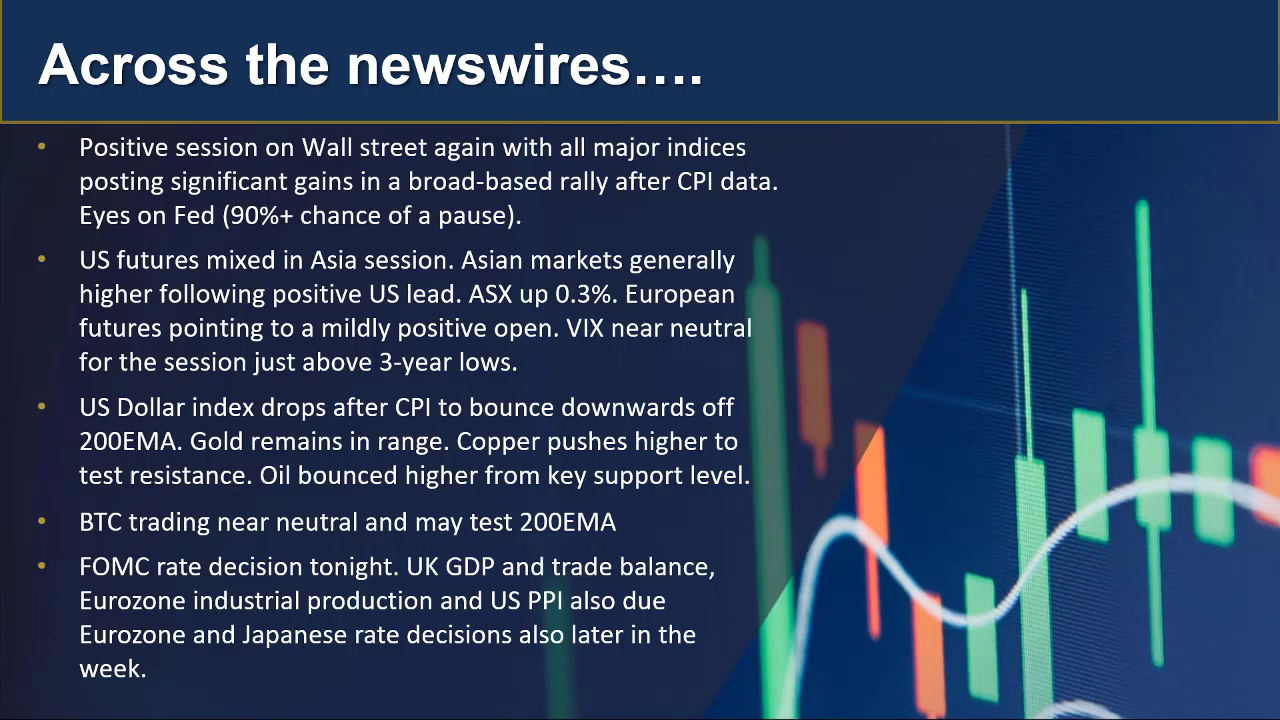 Across the newswires….
• Positive session on Wall street again with all major indices
posting significant gains in a broad-based rally after CPI data.
Eyes on Fed (90%+ chance of a pause).
• US futures mixed in Asia session. Asian markets generally
higher following positive US lead. ASX up 0.3%. European
futures pointing to a mildly positive open. VIX near neutral
for the session just above 3-year lows.
• US Dollar index drops after CPI to bounce downwards off
200EMA. Gold remains in range. Copper pushes higher to
test resistance. Oil bounced higher from key support level.
• BTC trading near neutral and may test 200EMA
• FOMC rate decision tonight. UK GDP and trade balance,
Eurozone industrial production and US PPI also due
Eurozone and Japanese rate decisions also later in the
week.